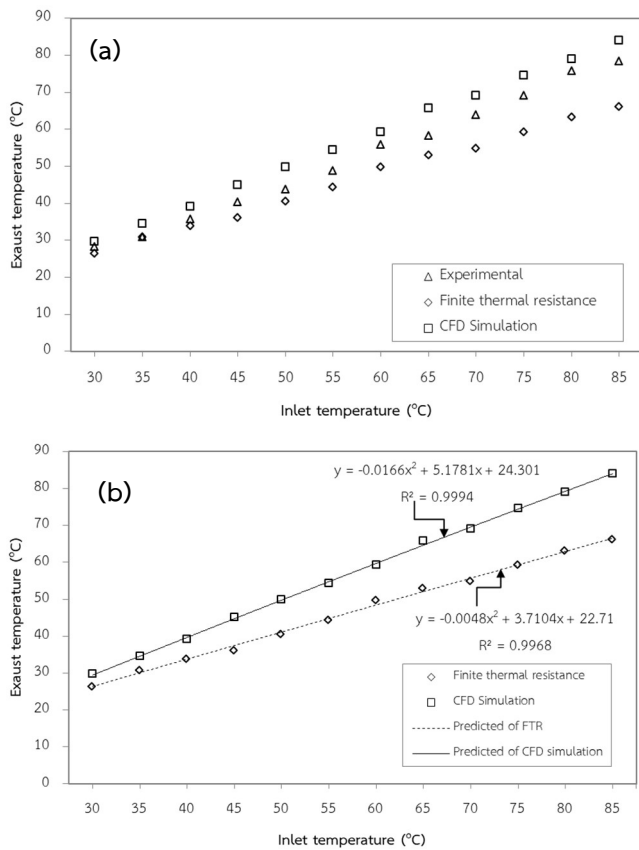 90
80
70
60
50
40
30
20
10
0
(a)
Exaust temperature (°C)
△ Experimental
◇ Finite thermal resistance
□ CFD Simulation
30 35 40 45 50 55 60 65 70 75 80 85
Inlet temperature (°C)
90
80
70
60
50
40
30
20
10
0
(b)
Exaust temperature (°C)
y = -0.0166x² + 5.1781x + 24.301
R² = 0.9994
y = -0.0048x² + 3.7104x + 22.71
R² = 0.9968
◇ Finite thermal resistance
□ CFD Simulation
Predicted of FTR
Predicted of CFD simulation
30 35 40 45 50 55 60 65 70 75 80 85
Inlet temperature (°C)